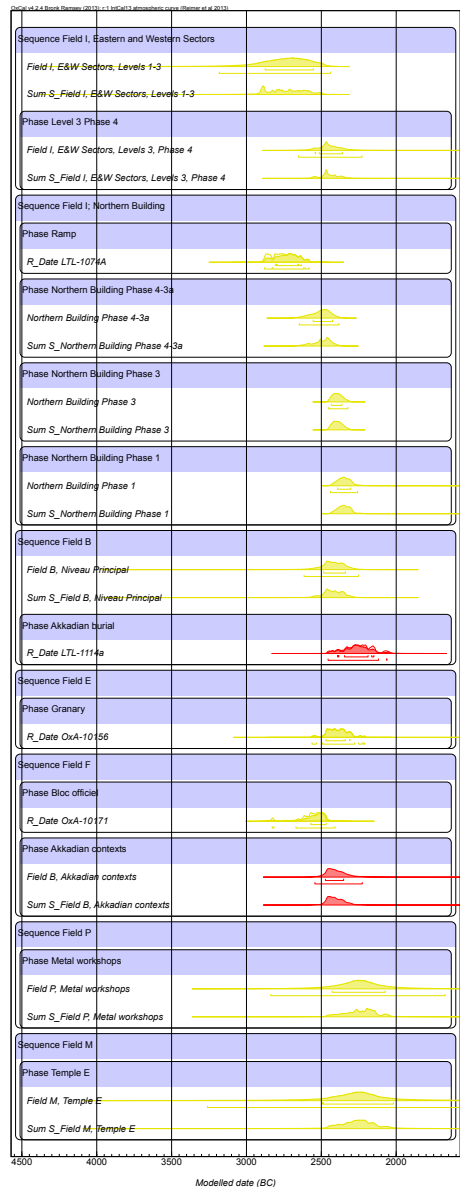 OxCal v4.2.4 Bronk Ramsey (2013); r:1 IntCal13 atmospheric curve (Reimer et al 2013)
Sequence Field I, Eastern and Western Sectors
Field I, E&W Sectors, Levels 1-3
Sum S_Field I, E&W Sectors, Levels 1-3
Phase Level 3 Phase 4
Field I, E&W Sectors, Levels 3, Phase 4
Sum S_Field I, E&W Sectors, Levels 3, Phase 4
Sequence Field I; Northern Building
Phase Ramp
R_Date LTL-1074A
Phase Northern Building Phase 4-3a
Northern Building Phase 4-3a
Sum S_Northern Building Phase 4-3a
Phase Northern Building Phase 3
Northern Building Phase 3
Sum S_Northern Building Phase 3
Phase Northern Building Phase 1
Northern Building Phase 1
Sum S_Northern Building Phase 1
Sequence Field B
Field B, Niveau Principal
Sum S_Field B, Niveau Principal
Phase Akkadian burial
R_Date LTL-1114a
Sequence Field E
Phase Granary
R_Date OxA-10156
Sequence Field F
Phase Bloc officiel
R_Date OxA-10171
Phase Akkadian contexts
Field B, Akkadian contexts
Sum S_Field B, Akkadian contexts
Sequence Field P
Phase Metal workshops
Field P, Metal workshops
Sum S_Field P, Metal workshops
Sequence Field M
Phase Temple E
Field M, Temple E
Sum S_Field M, Temple E
4500 4000 3500 3000 2500 2000
Modelled date (BC)